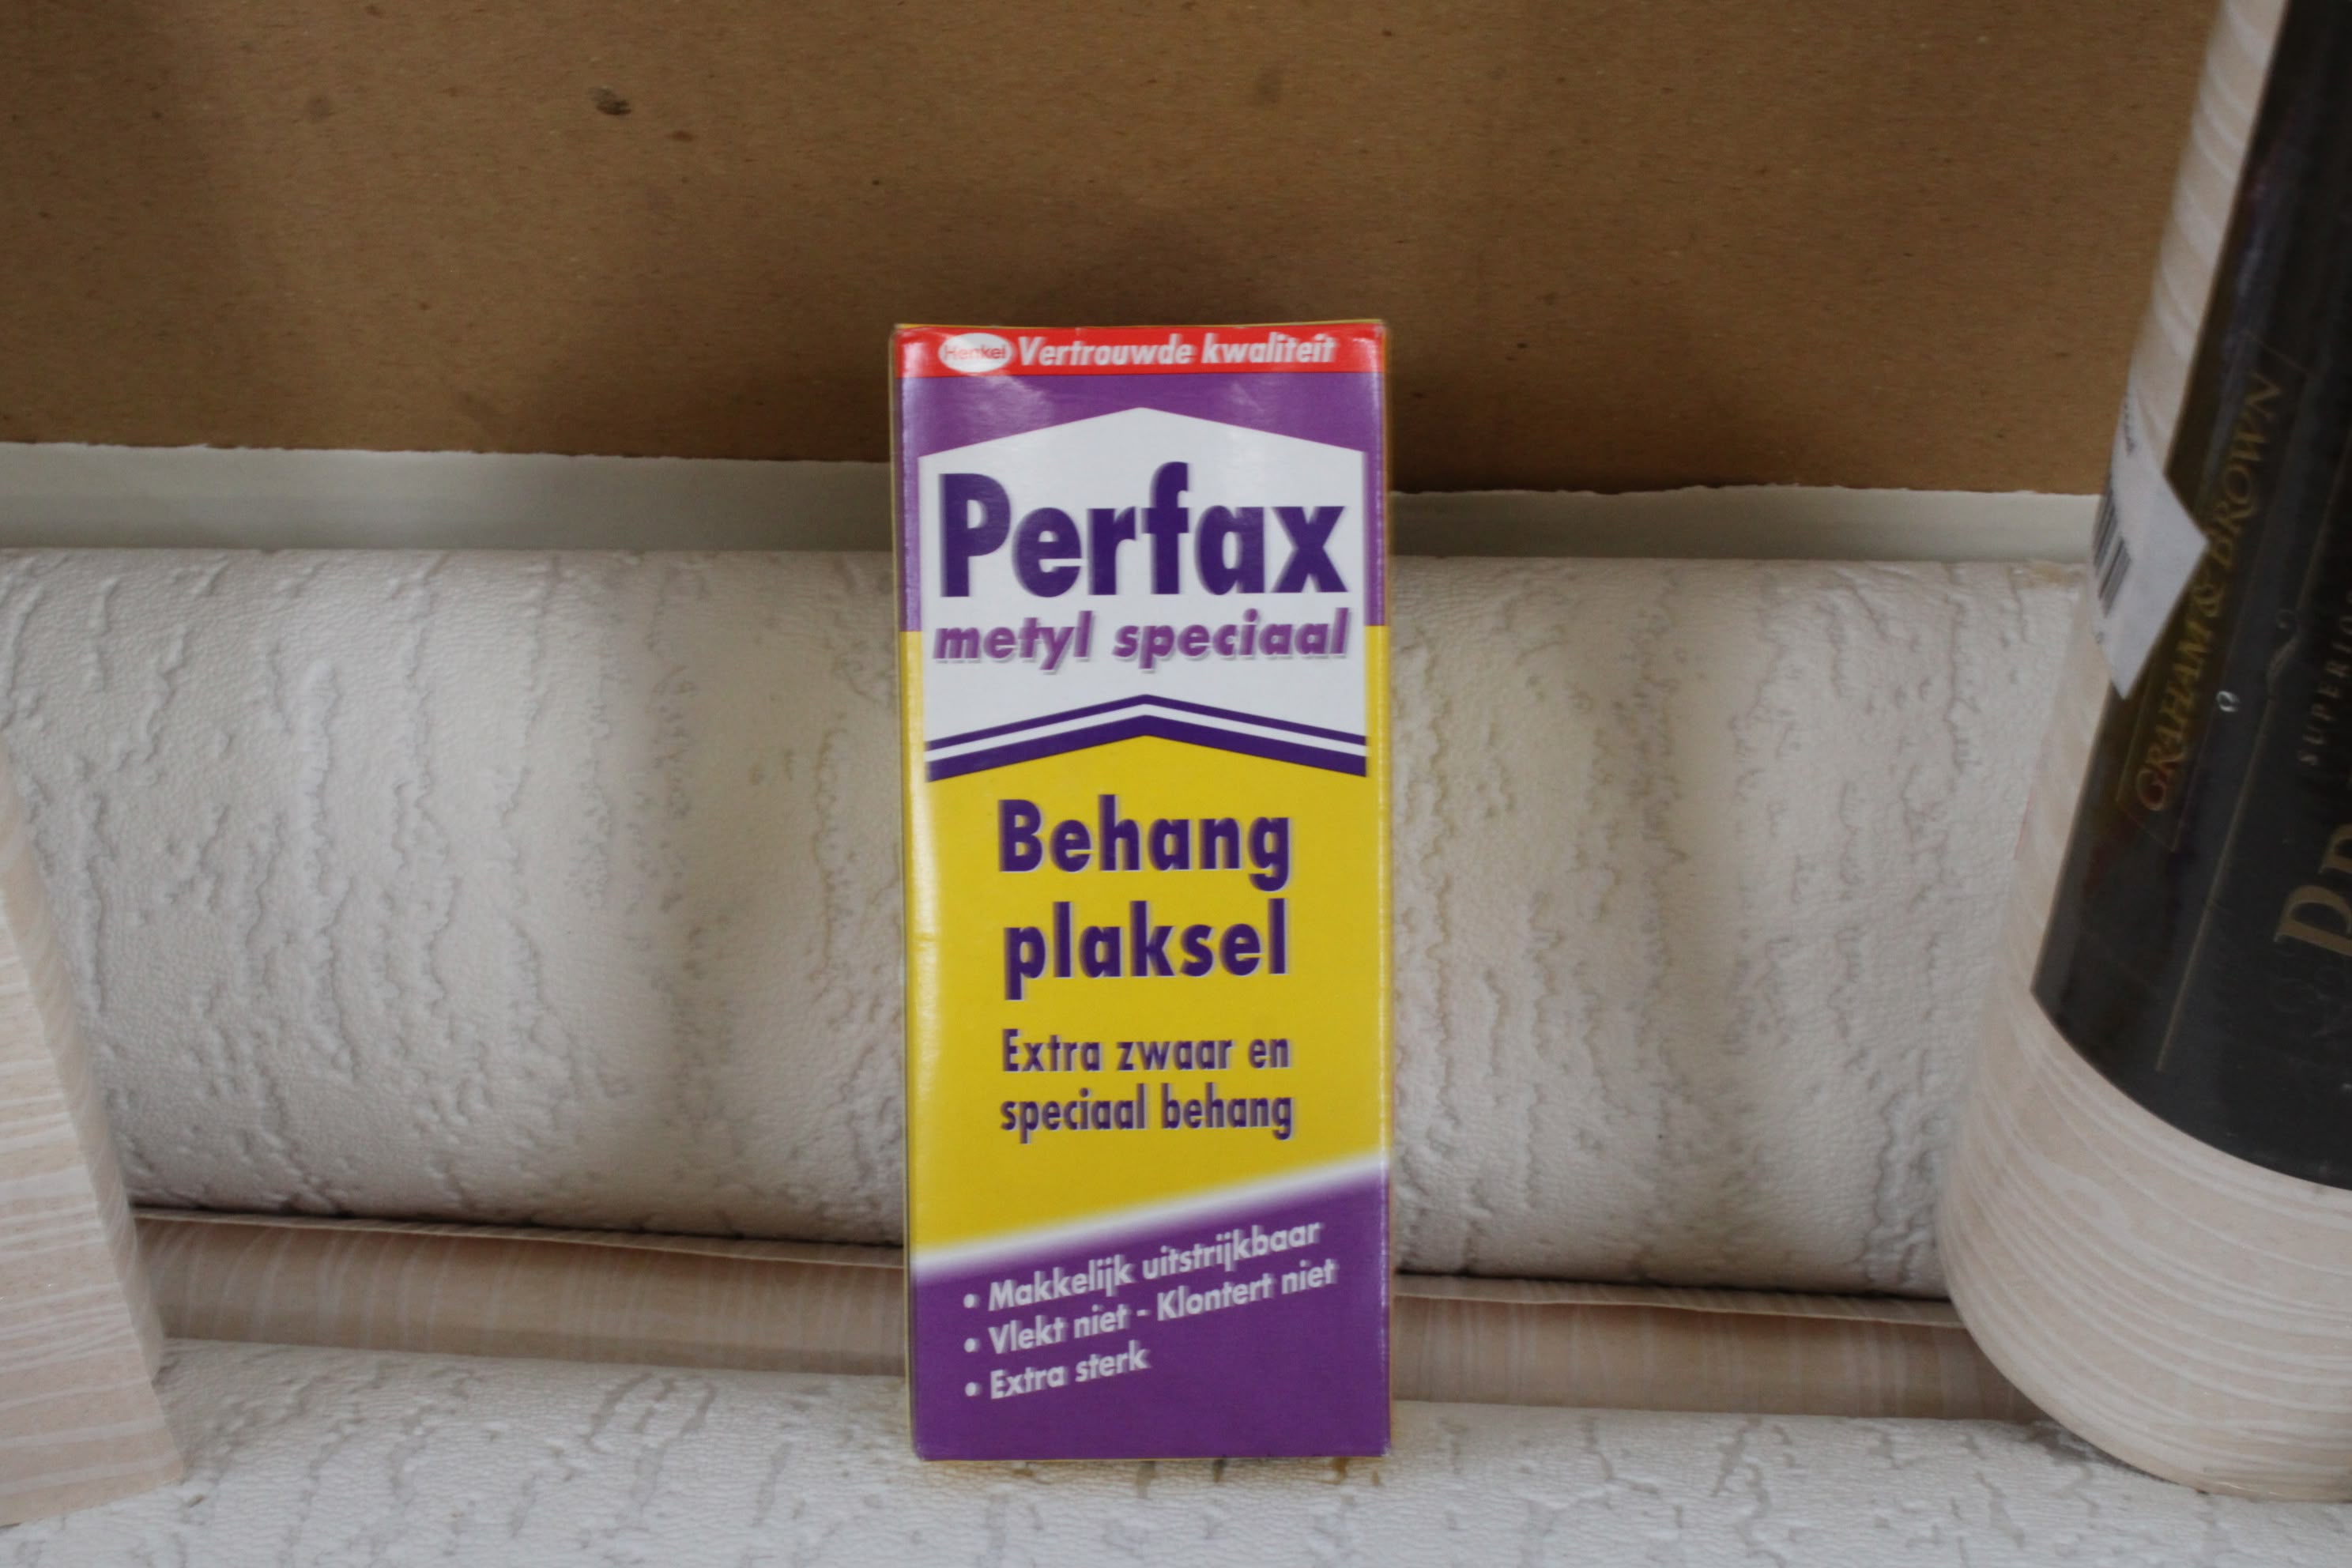 Henkel Vertrouwde kwaliteit
Perfax
metyl speciaal
Behang
plaksel
Extra zwaar en
speciaal behang
• Makkelijk uitstrijkbaar
• Vlekt niet - Klontert niet
• Extra sterk
GRAHAM & BROWN